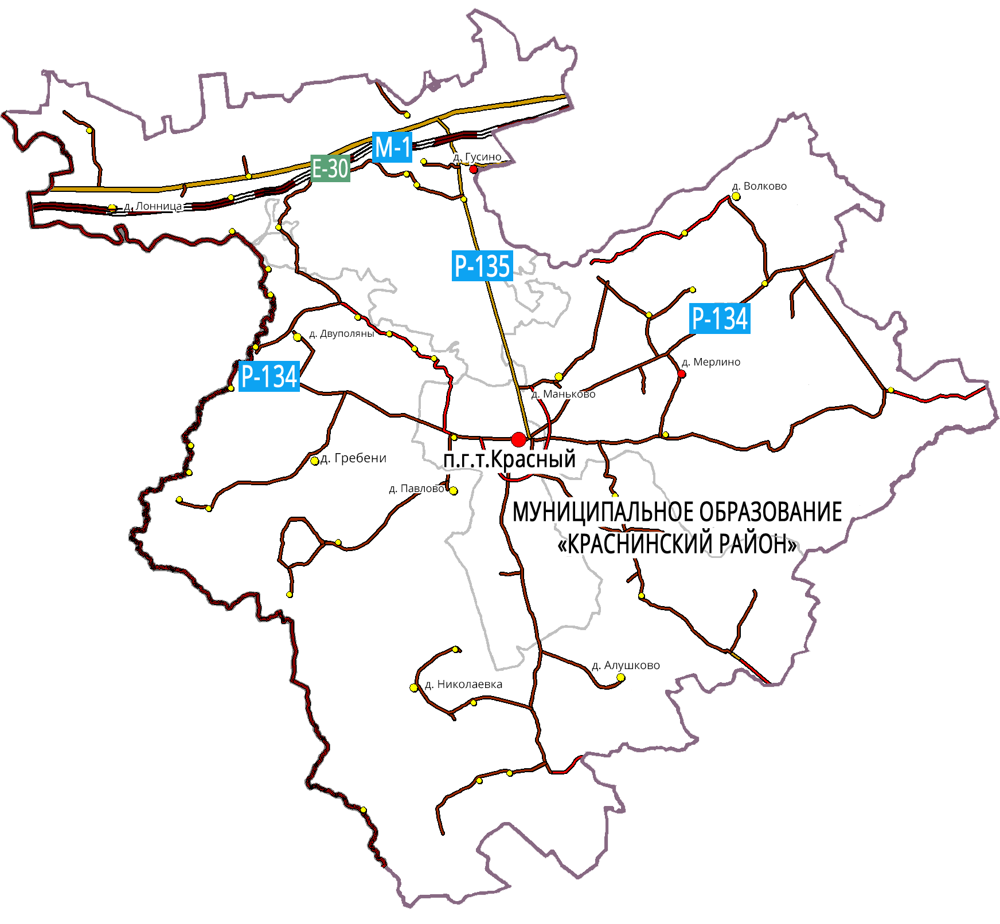 М-1
д. Гусино
Е-30
д. Волково
д. Лонница
Р-135
Р-134
д. Двуполяны
д. Мерлино
Р-134
д. Маньково
п.г.т.Красный
д. Гребени
д. Павлово
МУНИЦИПАЛЬНОЕ ОБРАЗОВАНИЕ
«КРАСНИНСКИЙ РАЙОН»
д. Алушково
д. Николаевка